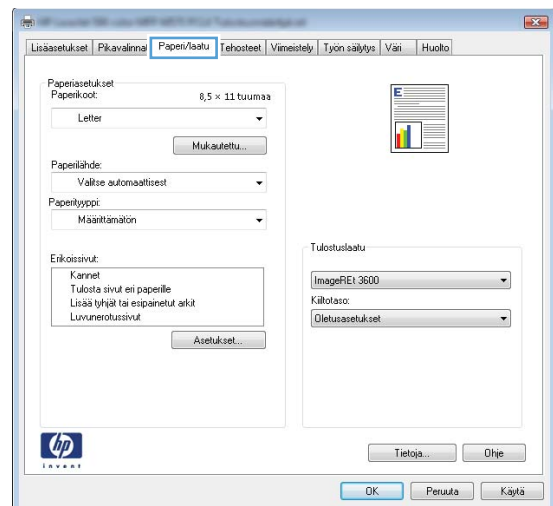 Lisäasetukset Pikavalinnat Paperi/laatu Tehosteet Viimeistely Työn säilytys Väri Huolto
Paperiasetukset
Paperikoot: 8,5 × 11 tuumaa
Letter
Mukautettu...
Paperilähde:
Valitse automaattisest
Paperityyppi:
Määrittämätön
Erikoissivut:
Kannet
Tulosta sivut eri paperille
Lisää tyhjät tai esipainetut arkit
Luvunerotussivut
Asetukset...
E
Tulostuslaatu
ImageREt 3600
Kiiltotaso:
Oletusasetukset
hp
invent
Tietoja... Ohje
OK Peruuta Käytä